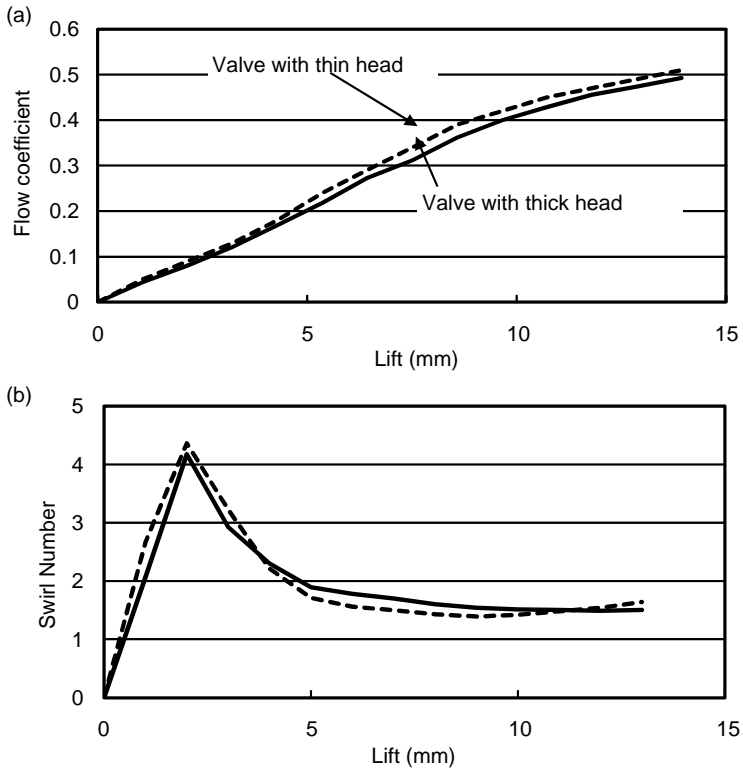 (a)
0.6
0.5
0.4
0.3
0.2
0.1
0
Flow coefficient
Valve with thin head
Valve with thick head
0 5 10 15
Lift (mm)
(b)
5
4
3
2
1
0
Swirl Number
0 5 10 15
Lift (mm)